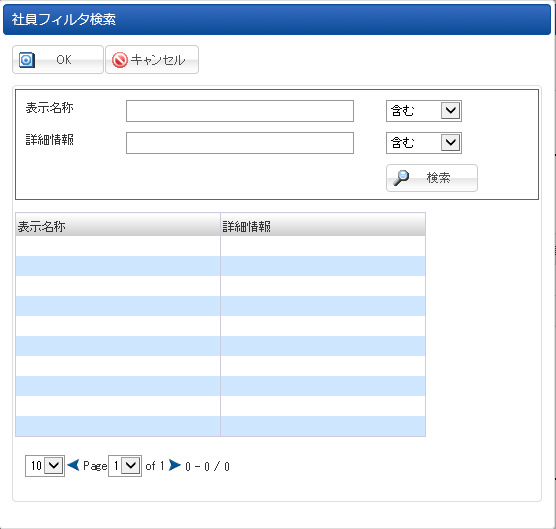 社員フィルタ検索
OK キャンセル
表示名称 含む
詳細情報 含む
検索
表示名称 詳細情報
10 Page 1 of 1 0 - 0 / 0